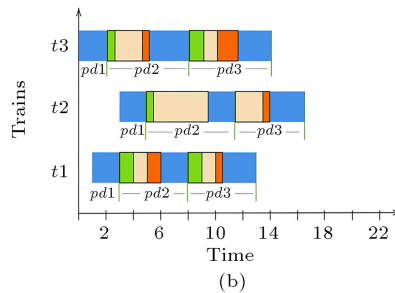 t3
pd1 pd2 pd3
t2
pd1 pd2 pd3
t1
pd1 pd2 pd3
Trains
2 6 10 14 18 22
Time
(b)